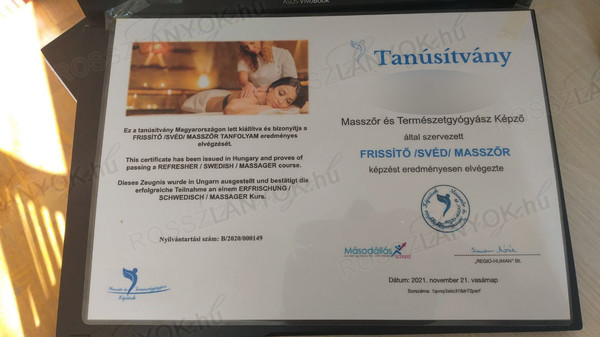 ASUS VivoBook
Tanúsítvány
Masszőr és Természetgyógyász Képző
által szervezett
FRISSÍTŐ /SVÉD/ MASSZŐR
képzést eredményesen elvégezte
Ez a tanúsítvány Magyarországon lett kiállítva és bizonyítja s
FRISSÍTŐ /SVÉD/ MASSZŐR TANFOLYAM eredményes
elvégzését.
This certificate has been issued in Hungary and proves of
passing a REFRESHER / SWEDISH / MASSAGER course.
Dieses Zeugnis wurde in Ungarn ausgestellt und bestätigt die
erfolgreiche Teilnahme an einem ERFRISCHUNG /
SCHWEDISCH / MASSAGER Kurs.
Nyilvántartási szám: B/2020/000149
Másodállás
„REGIO-HUMAN” Bt.
Dátum: 2021. november 21. vasárnap
Sorszáma:
ROSSZLANYOK.hu